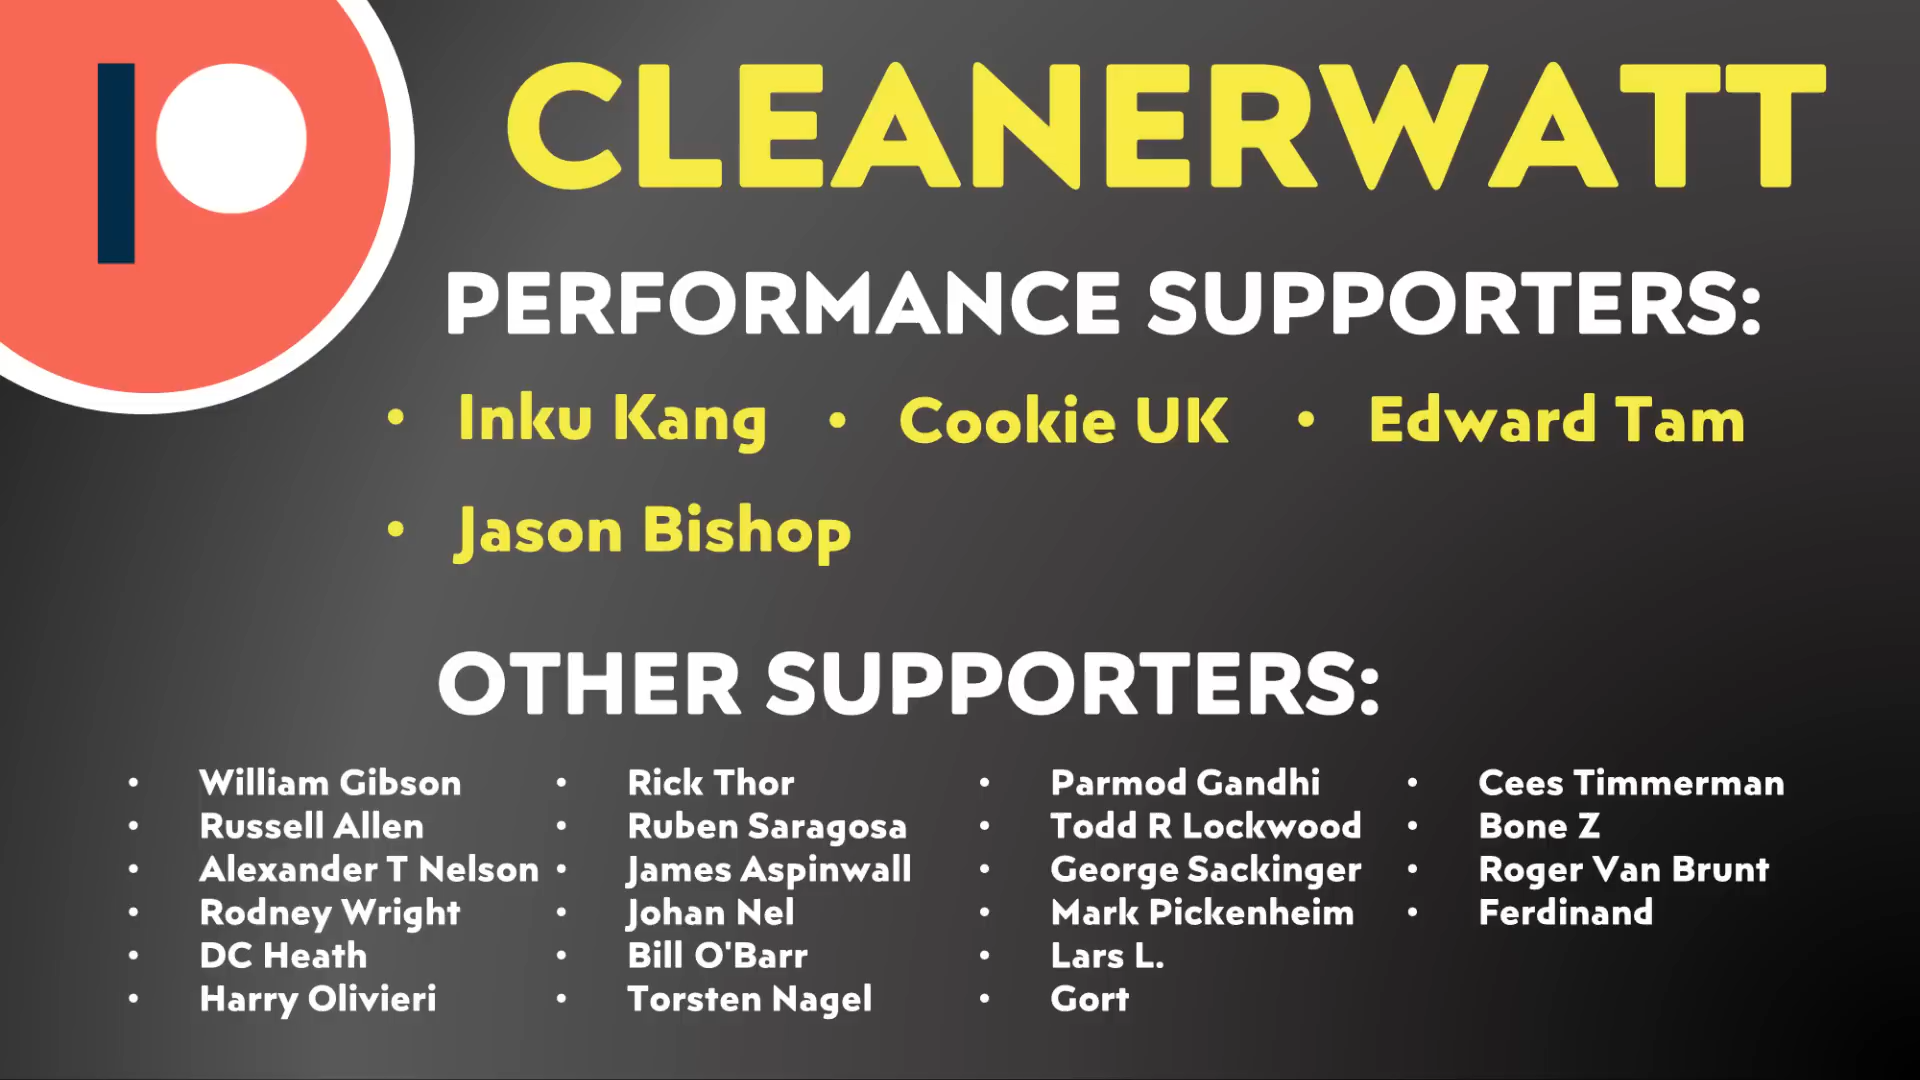 CLEANERWATT
PERFORMANCE SUPPORTERS:
• Inku Kang • Cookie UK • Edward Tam
• Jason Bishop
OTHER SUPPORTERS:
• William Gibson
• Russell Allen
• Alexander T Nelson
• Rodney Wright
• DC Heath
• Harry Olivieri
• Rick Thor
• Ruben Saragosa
• James Aspinwall
• Johan Nel
• Bill O'Barr
• Torsten Nagel
• Parmod Gandhi
• Todd R Lockwood
• George Sackinger
• Mark Pickenheim
• Lars L.
• Gort
• Cees Timmerman
• Bone Z
• Roger Van Brunt
• Ferdinand